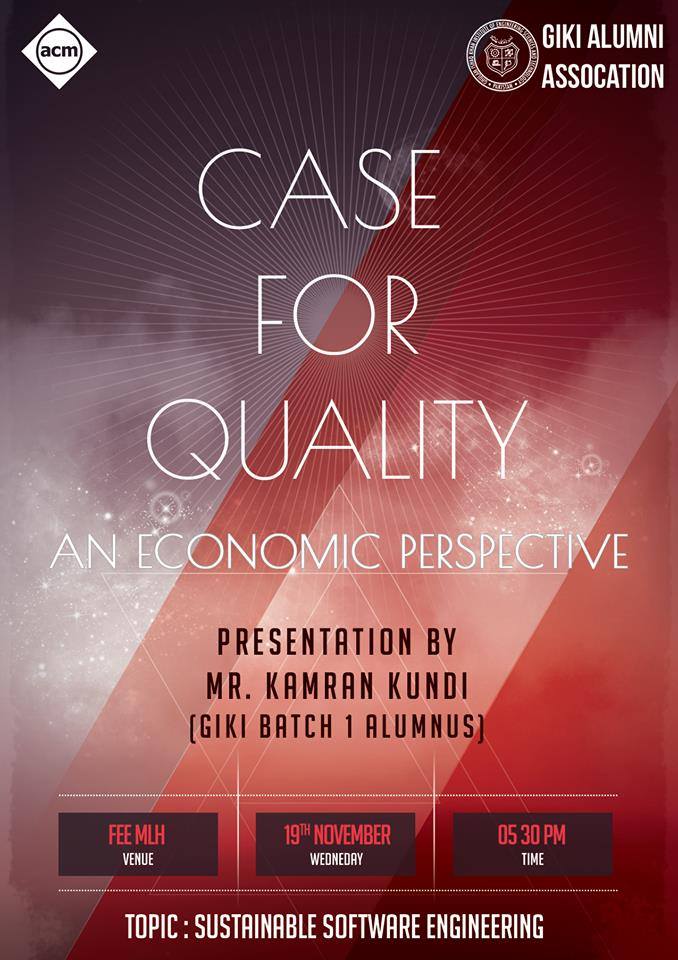 acm
GIKI ALUMNI
ASSOCATION
CASE
FOR
QUALITY
AN ECONOMIC PERSPECTIVE
PRESENTATION BY
MR. KAMRAN KUNDI
(GIKI BATCH 1 ALUMNUS)
FEE MLH
VENUE
19TH NOVEMBER
WEDNEDAY
05 30 PM
TIME
TOPIC : SUSTAINABLE SOFTWARE ENGINEERING